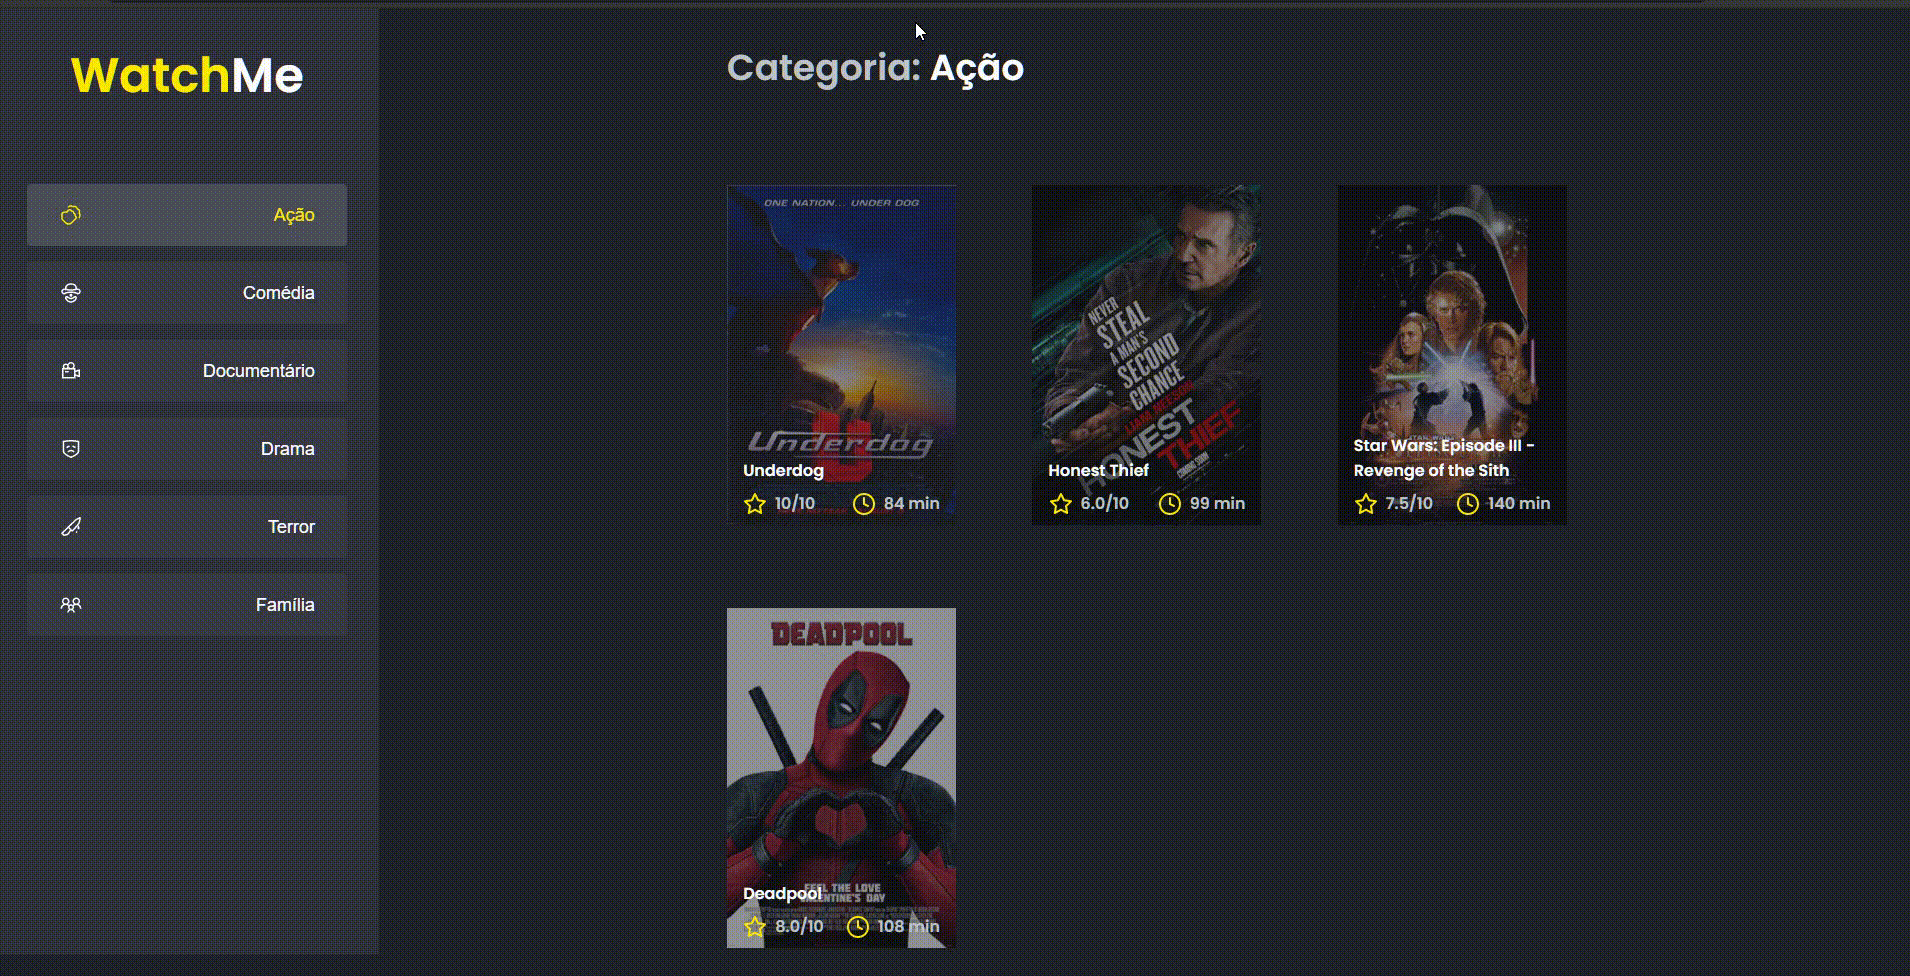 WatchMe
Categoria: Ação
Ação
Comédia
Documentário
Drama
Terror
Família
ONE NATION... UNDER DOG
Underdog
Underdog
10/10 84 min
NEVER
STEAL
A MAN'S
SECOND
CHANCE
LIAM NEESON
HONEST
THIEF
COMING SOON
Honest Thief
6.0/10 99 min
Star Wars: Episode III -
Revenge of the Sith
7.5/10 140 min
DEADPOOL
FEEL THE LOVE
VALENTINE'S DAY
Deadpool
8.0/10 108 min